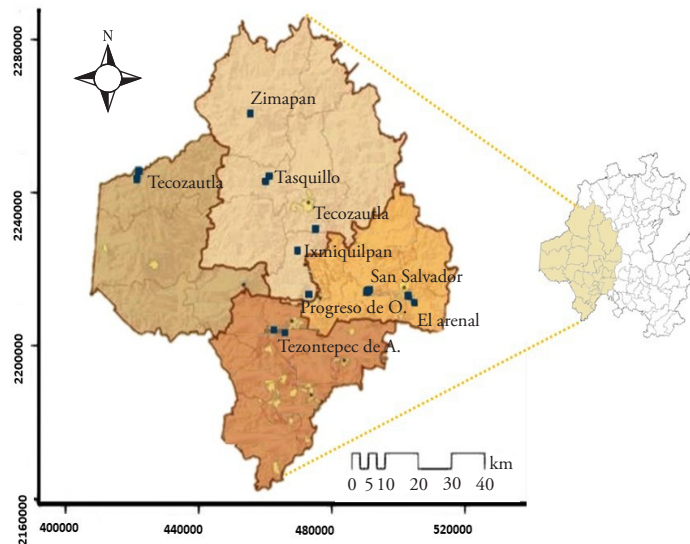 N
2280000
2240000
2200000
2160000
Zimapan
Tecozautla
Tasquillo
Tecozautla
Ixmiquilpan
San Salvador
Progreso de O.
El arenal
Tezontepec de A.
km
0 5 10 20 30 40
400000 440000 480000 520000